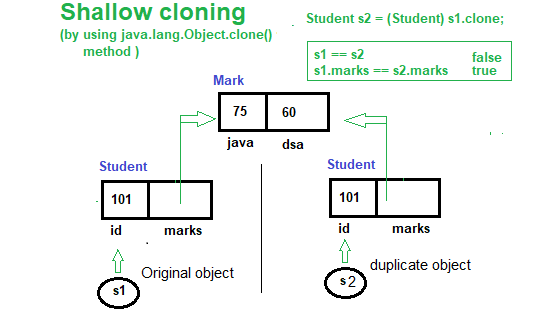 Shallow cloning
(by using java.lang.Object.clone()
method )
Student s2 = (Student) s1.clone;
s1 == s2 false
s1.marks == s2.marks true
Mark
75 60
java dsa
Student
101
id marks
Original object
s1
Student
101
id marks
duplicate object
s2